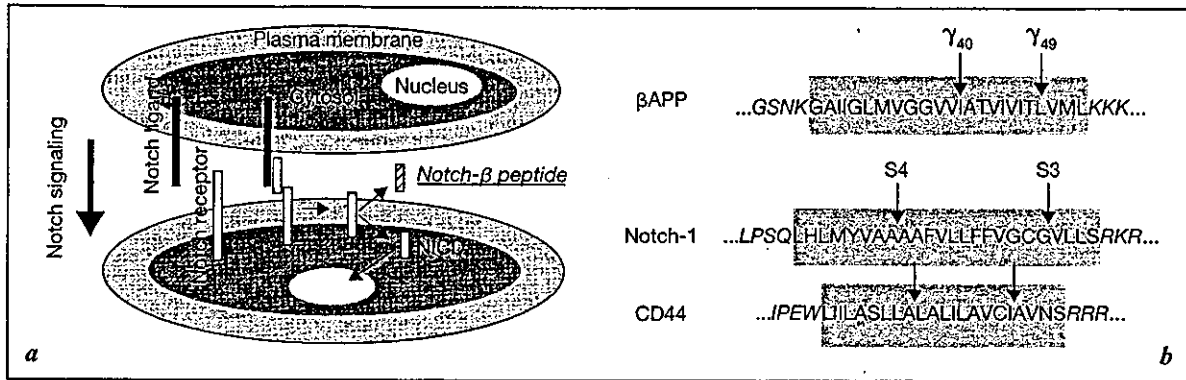 Plasma membrane
Nucleus
Cytosol
Notch ligand
Notch signaling
Notch receptor
Notch-β peptide
NICD
a
γ40
γ49
βAPP
...GSNKGAIIGLMVGGVVIATVIVITLVMLKKK...
S4
S3
Notch-1
...LPSQLHLMYVAAAAFVLLFFVGCGVLLSRKR...
CD44
...IPEWLIILASLLALALILAVCIAVNSRRR...
b